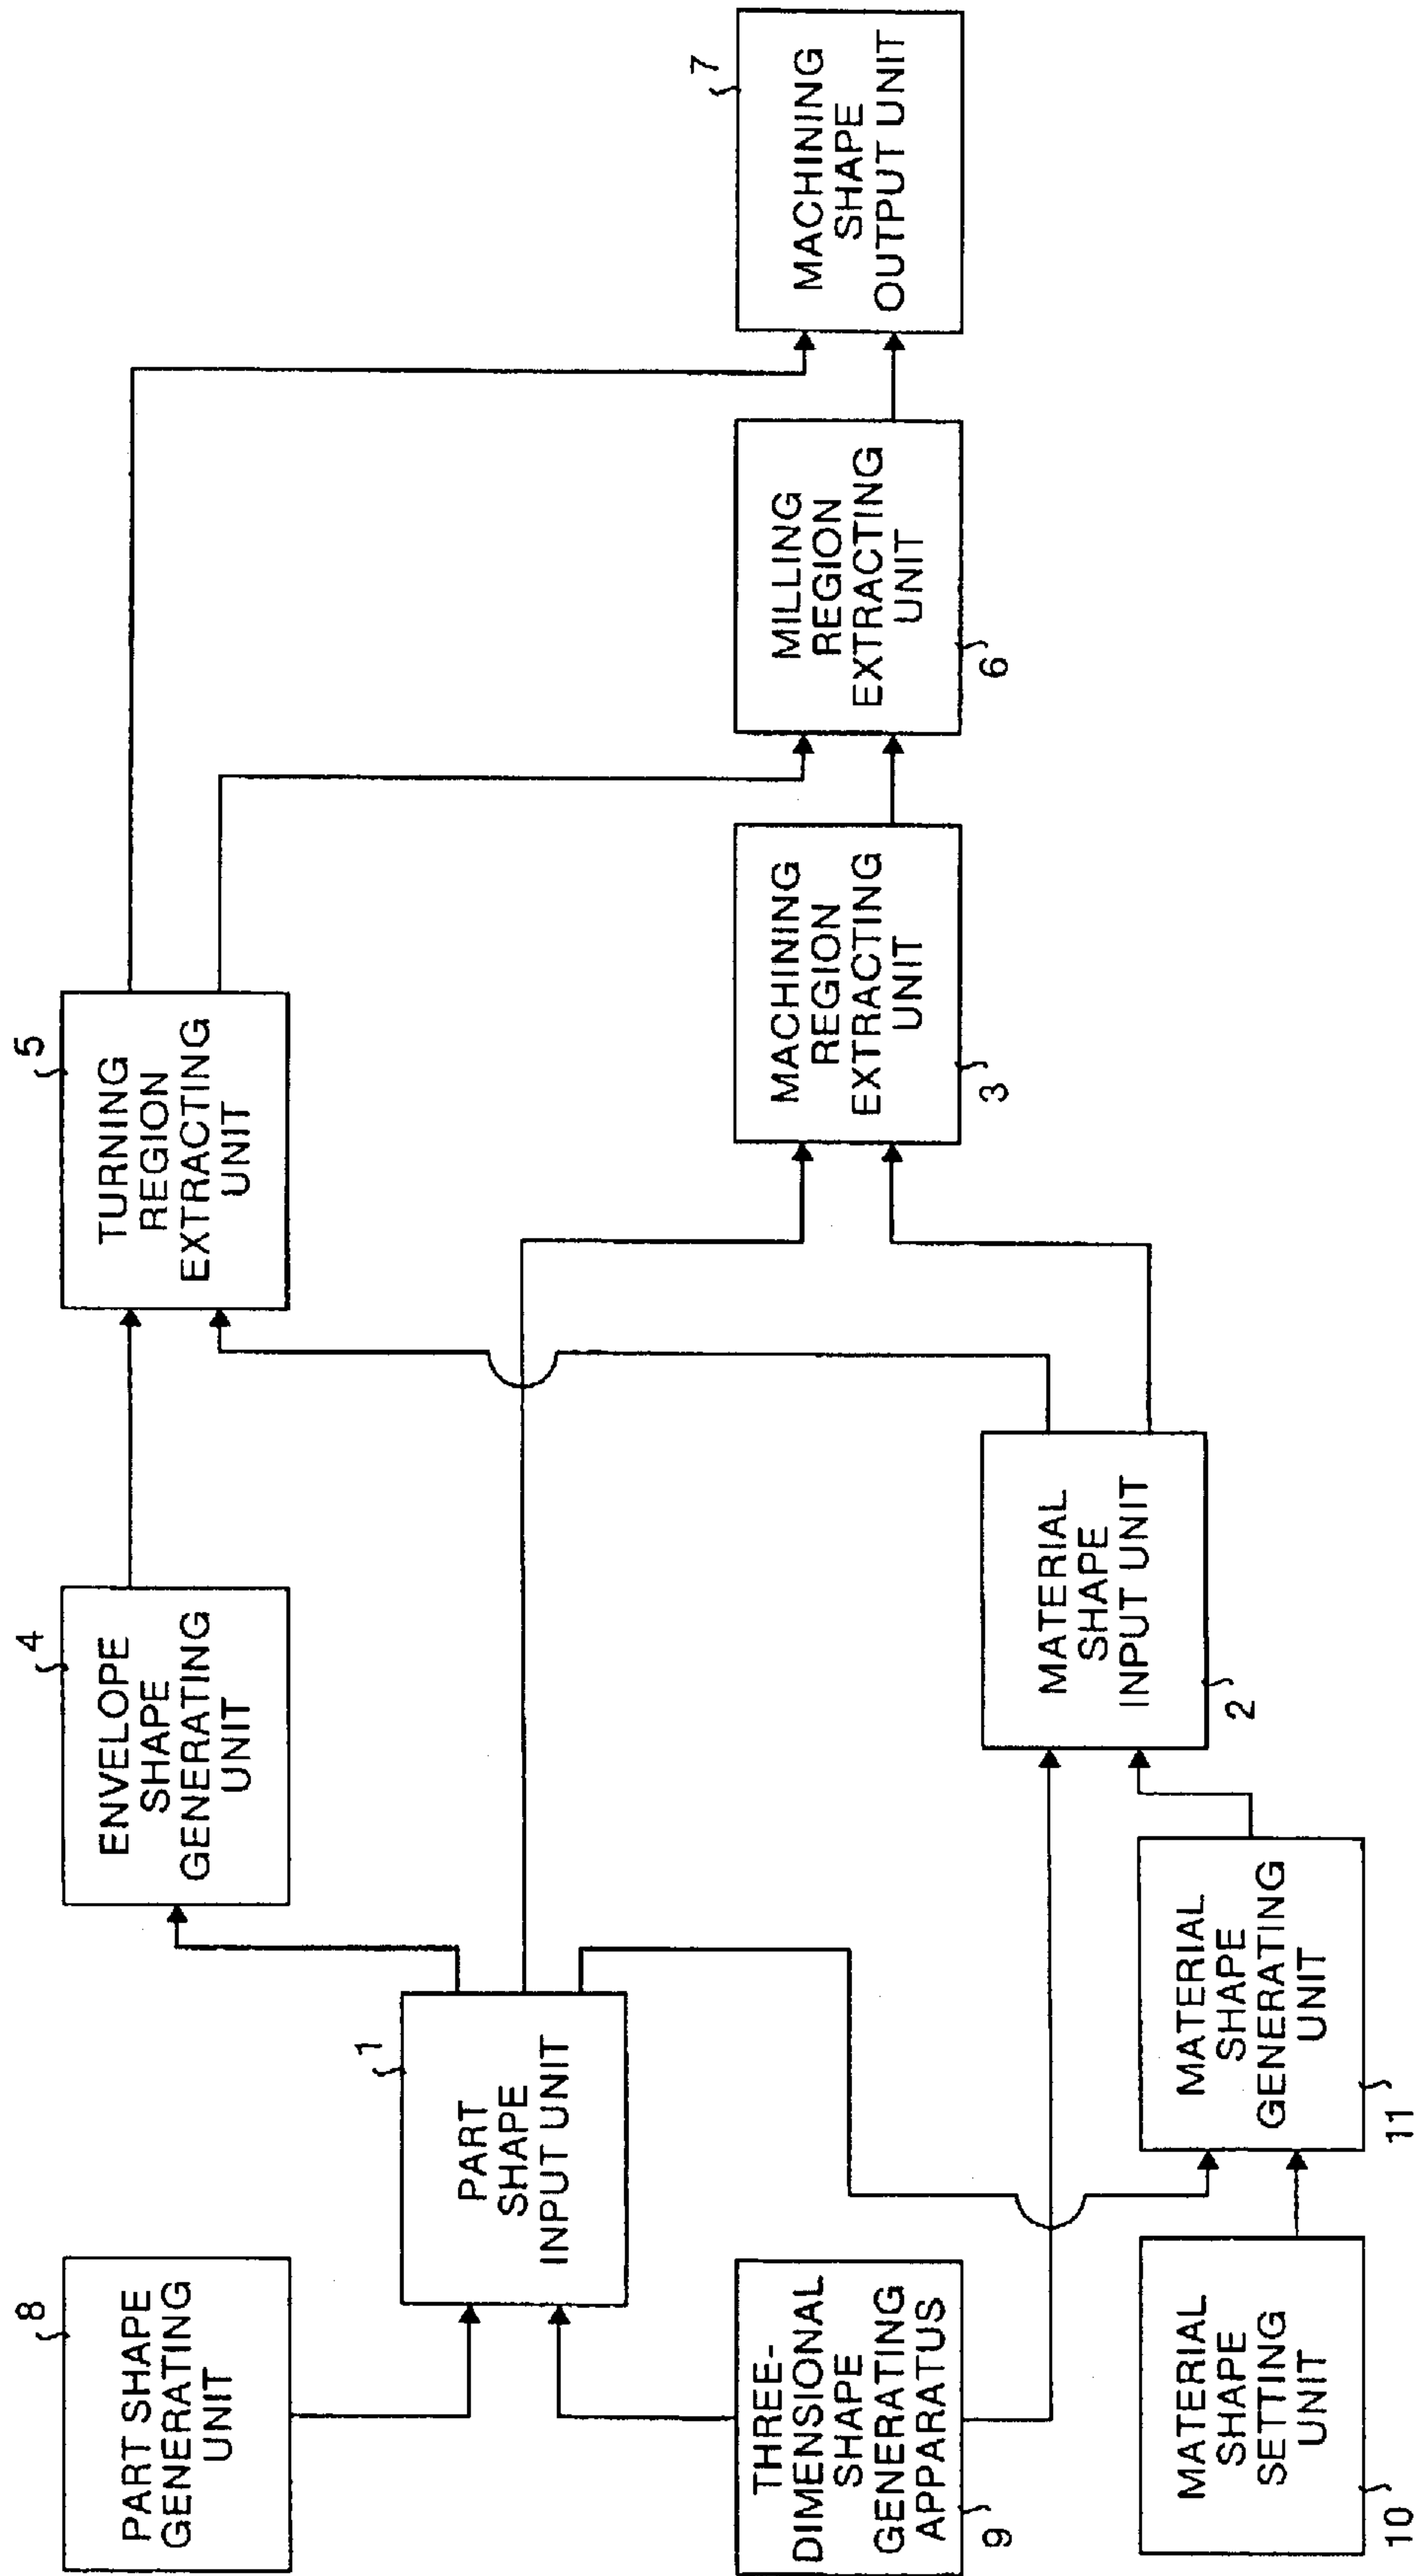 8
PART SHAPE
GENERATING
UNIT
THREE-
DIMENSIONAL
SHAPE
GENERATING
APPARATUS
9
MATERIAL
SHAPE
SETTING
UNIT
10
1
PART
SHAPE
INPUT UNIT
MATERIAL
SHAPE
GENERATING
UNIT
11
4
ENVELOPE
SHAPE
GENERATING
UNIT
MATERIAL
SHAPE
INPUT UNIT
2
5
TURNING
REGION
EXTRACTING
UNIT
MACHINING
REGION
EXTRACTING
UNIT
3
MILLING
REGION
EXTRACTING
UNIT
6
7
MACHINING
SHAPE
OUTPUT UNIT